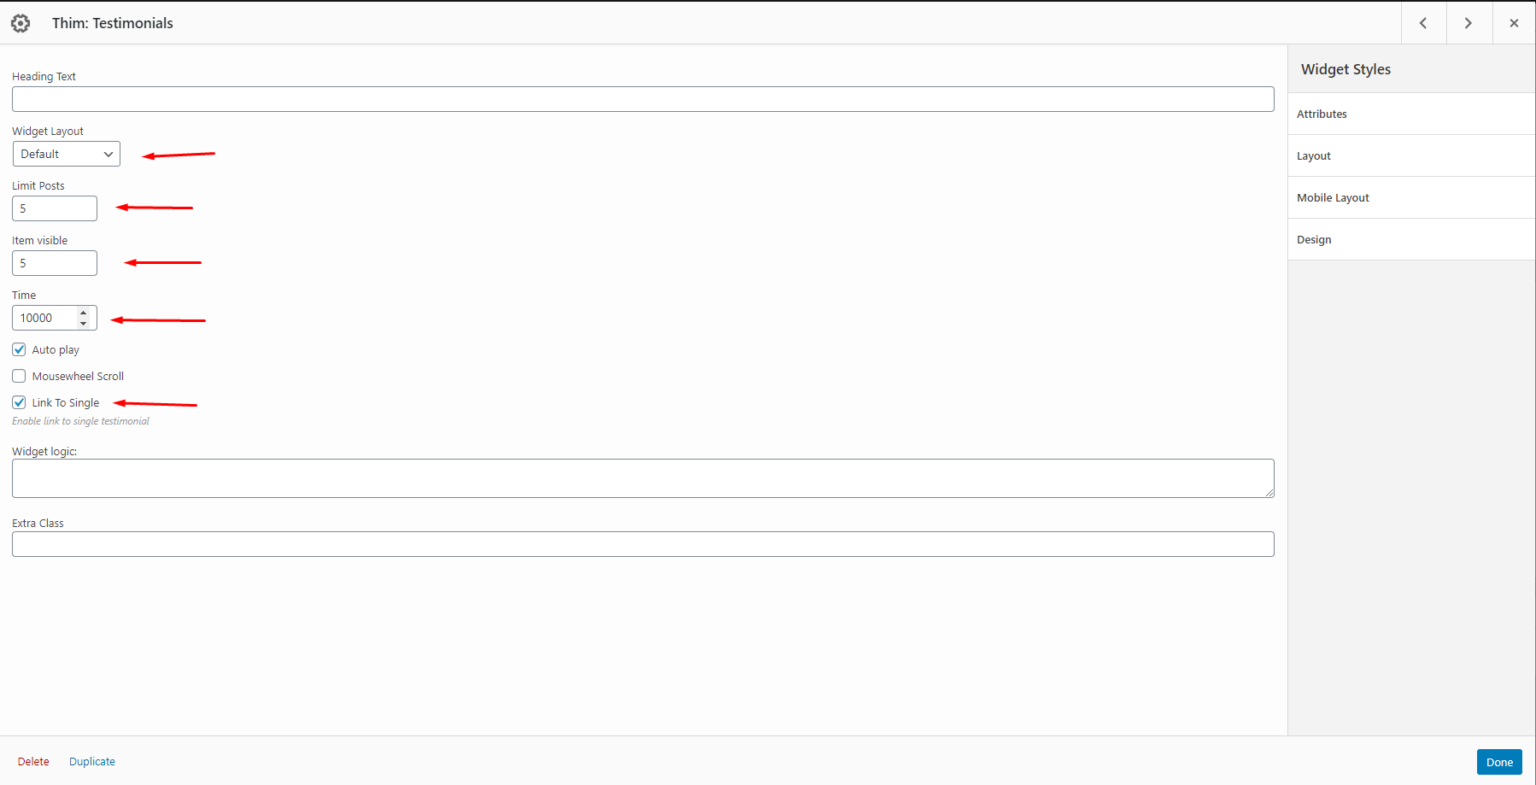 Thim: Testimonials
Heading Text
Widget Layout
Default
Limit Posts
5
Item visible
5
Time
10000
Auto play
Mousewheel Scroll
Link To Single
Enable link to single testimonial
Widget logic:
Extra Class
Widget Styles
Attributes
Layout
Mobile Layout
Design
Delete Duplicate
Done